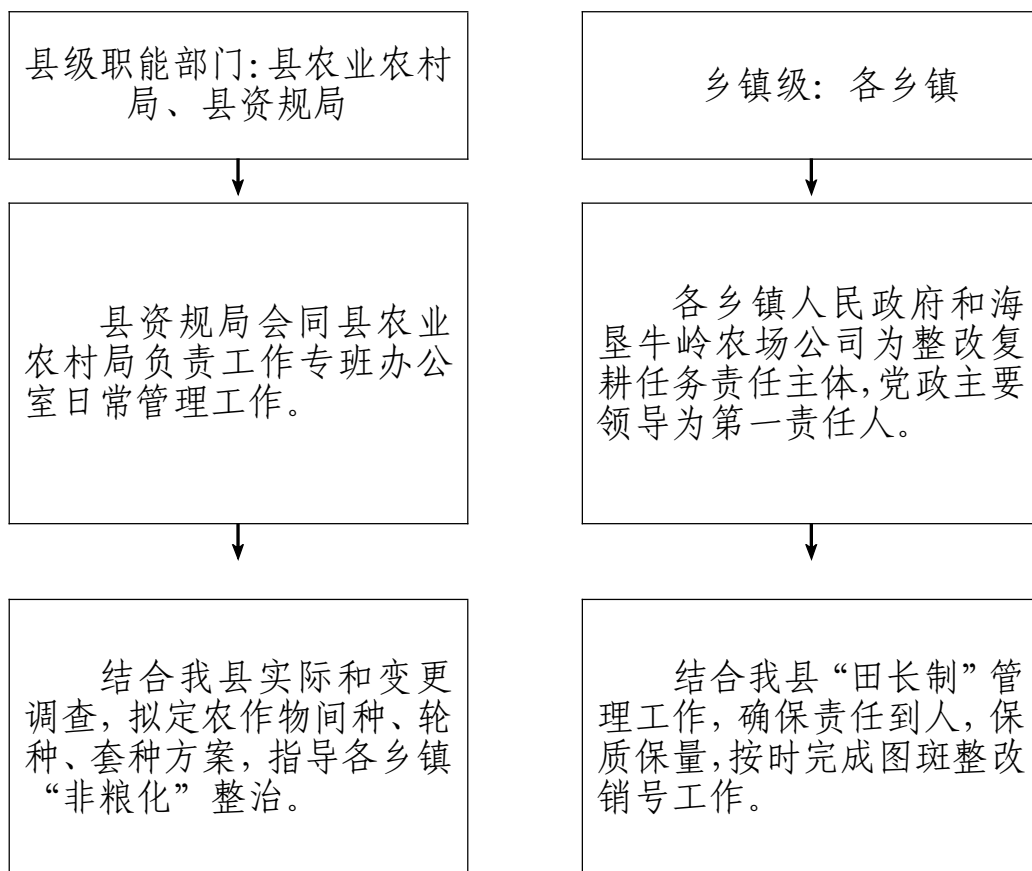 县级职能部门:县农业农村
局、县资规局
县资规局会同县农业
农村局负责工作专班办公
室日常管理工作。
结合我县实际和变更
调查,拟定农作物间种、轮
种、套种方案,指导各乡镇
“非粮化”整治。
乡镇级:各乡镇
各乡镇人民政府和海
垦牛岭农场公司为整改复
耕任务责任主体,党政主要
领导为第一责任人。
结合我县“田长制”管
理工作,确保责任到人,保
质保量,按时完成图斑整改
销号工作。